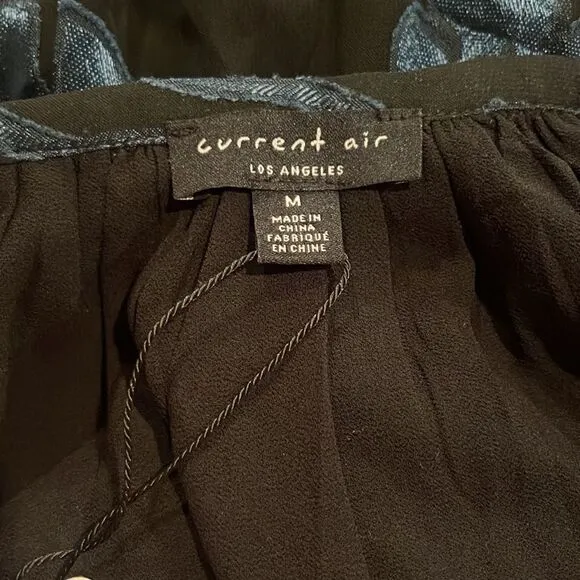 current air
LOS ANGELES
M
MADE IN
CHINA
FABRIQUÉ
EN CHINE